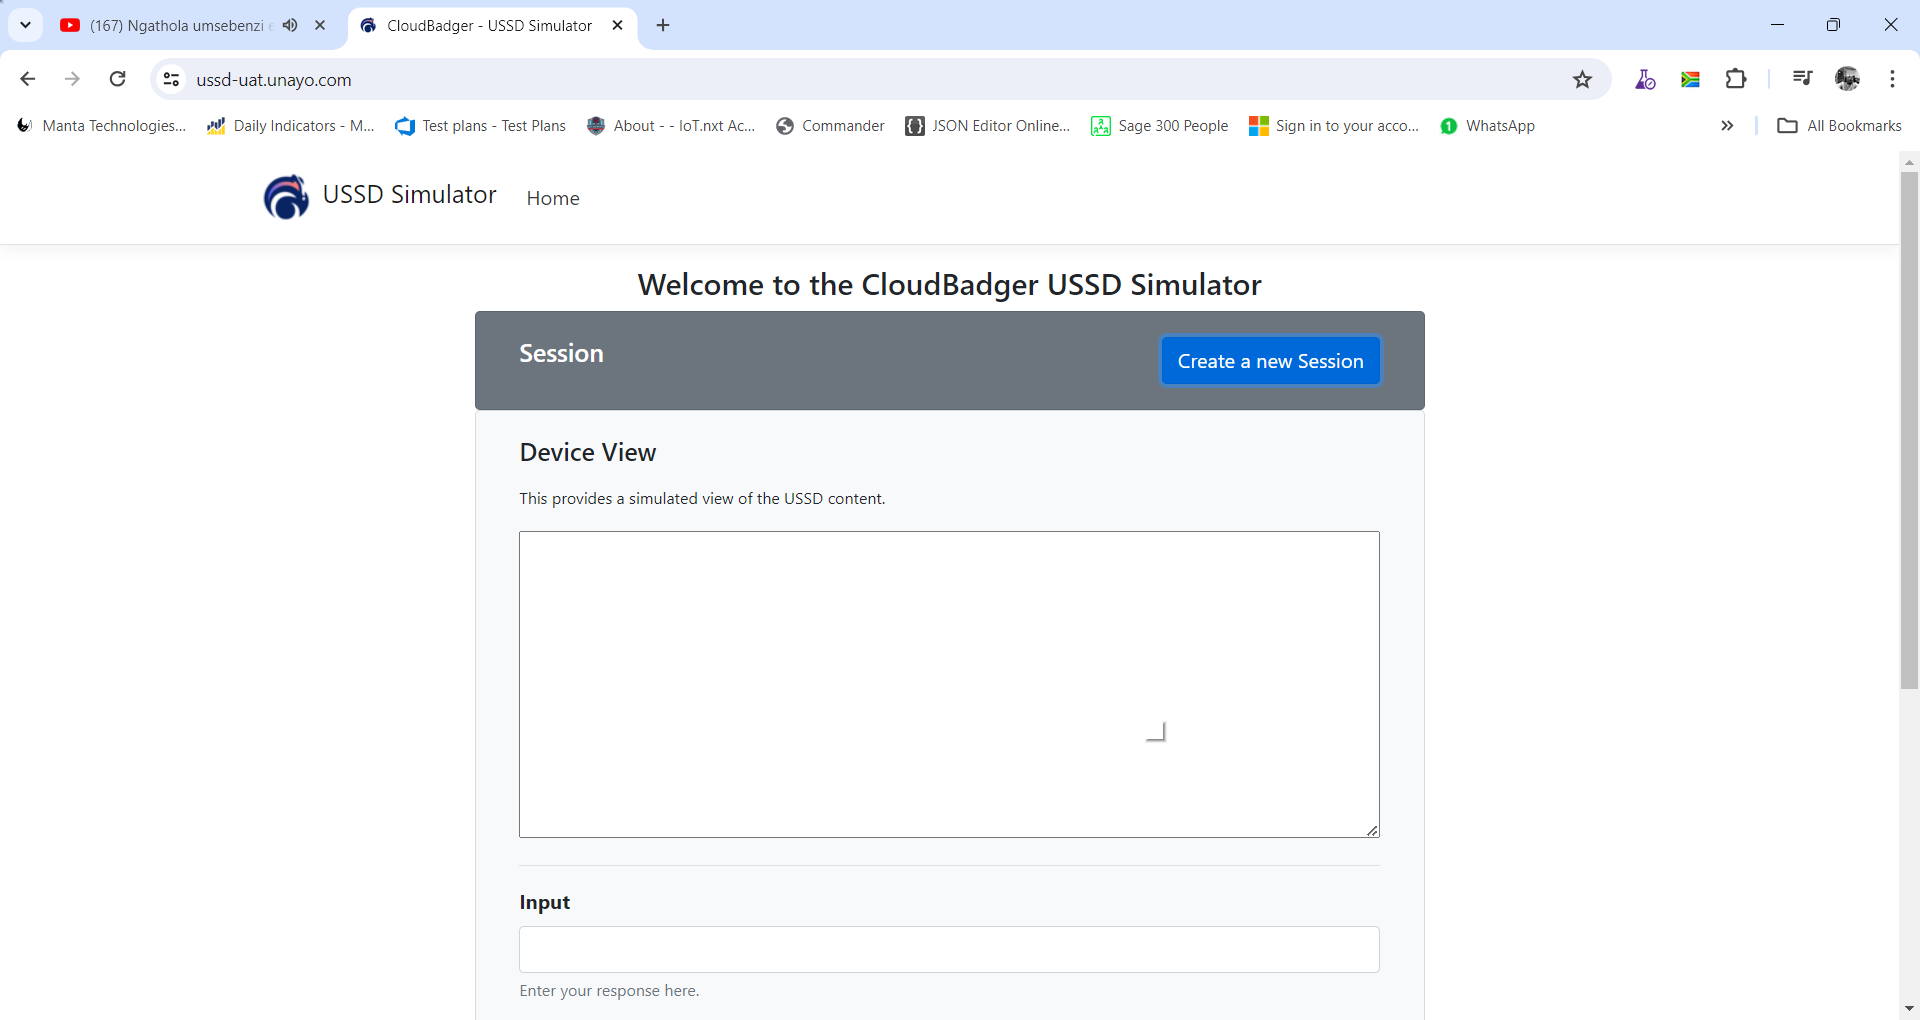 (167) Ngathola umsebenzi e
CloudBadger - USSD Simulator
ussd-uat.unayo.com
Manta Technologies...
Daily Indicators - M...
Test plans - Test Plans
About - - IoT.nxt Ac...
Commander
JSON Editor Online...
Sage 300 People
Sign in to your acco...
1
WhatsApp
All Bookmarks
USSD Simulator
Home
Welcome to the CloudBadger USSD Simulator
Session
Create a new Session
Device View
This provides a simulated view of the USSD content.
Input
Enter your response here.